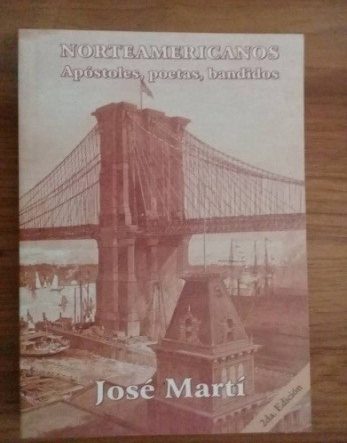 NORTEAMERICANOS
Apóstoles, poetas, bandidos
José Martí
2da. Edición